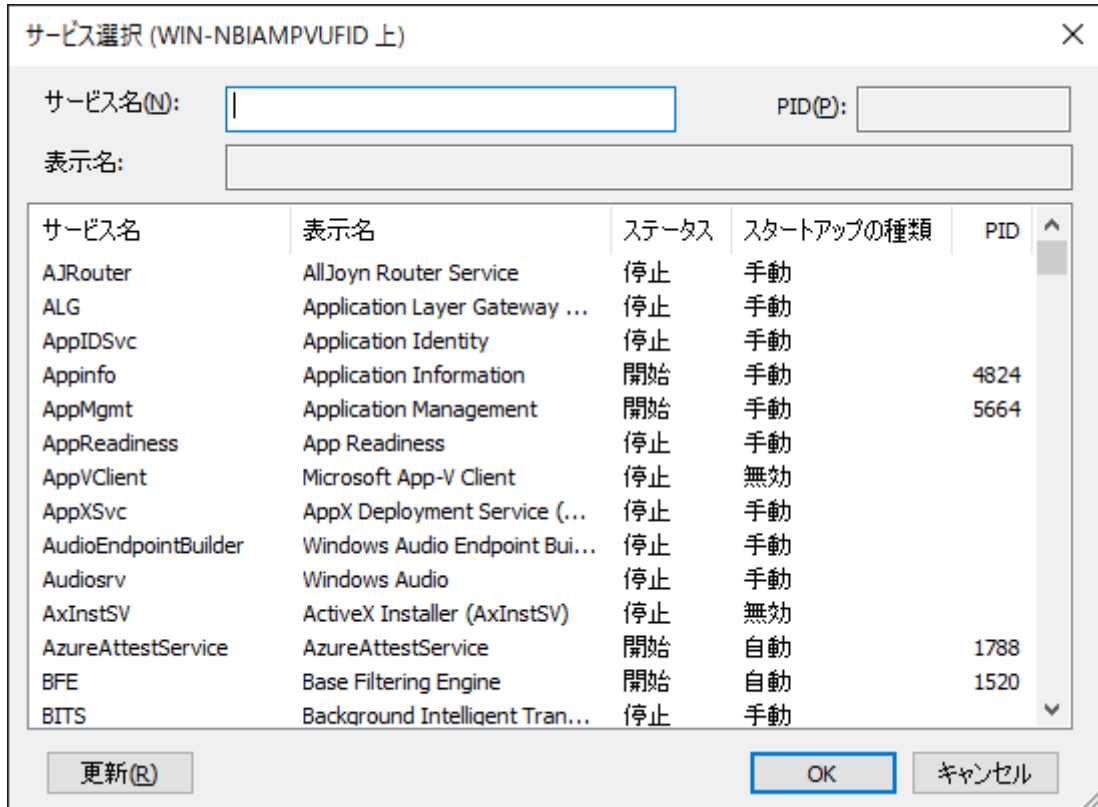 サービス選択 (WIN-NBIAMPVUFID 上)
サービス名(N): PID(P):
表示名:
サービス名 表示名 ステータス スタートアップの種類 PID
AJRouter AllJoyn Router Service 停止 手動
ALG Application Layer Gateway ... 停止 手動
AppIDSvc Application Identity 停止 手動
Appinfo Application Information 開始 手動 4824
AppMgmt Application Management 開始 手動 5664
AppReadiness App Readiness 停止 手動
AppVClient Microsoft App-V Client 停止 無効
AppXSvc AppX Deployment Service (... 停止 手動
AudioEndpointBuilder Windows Audio Endpoint Bui... 停止 手動
Audiosrv Windows Audio 停止 手動
AxInstSV ActiveX Installer (AxInstSV) 停止 無効
AzureAttestService AzureAttestService 開始 自動 1788
BFE Base Filtering Engine 開始 自動 1520
BITS Background Intelligent Tran... 停止 手動
更新(R) OK キャンセル